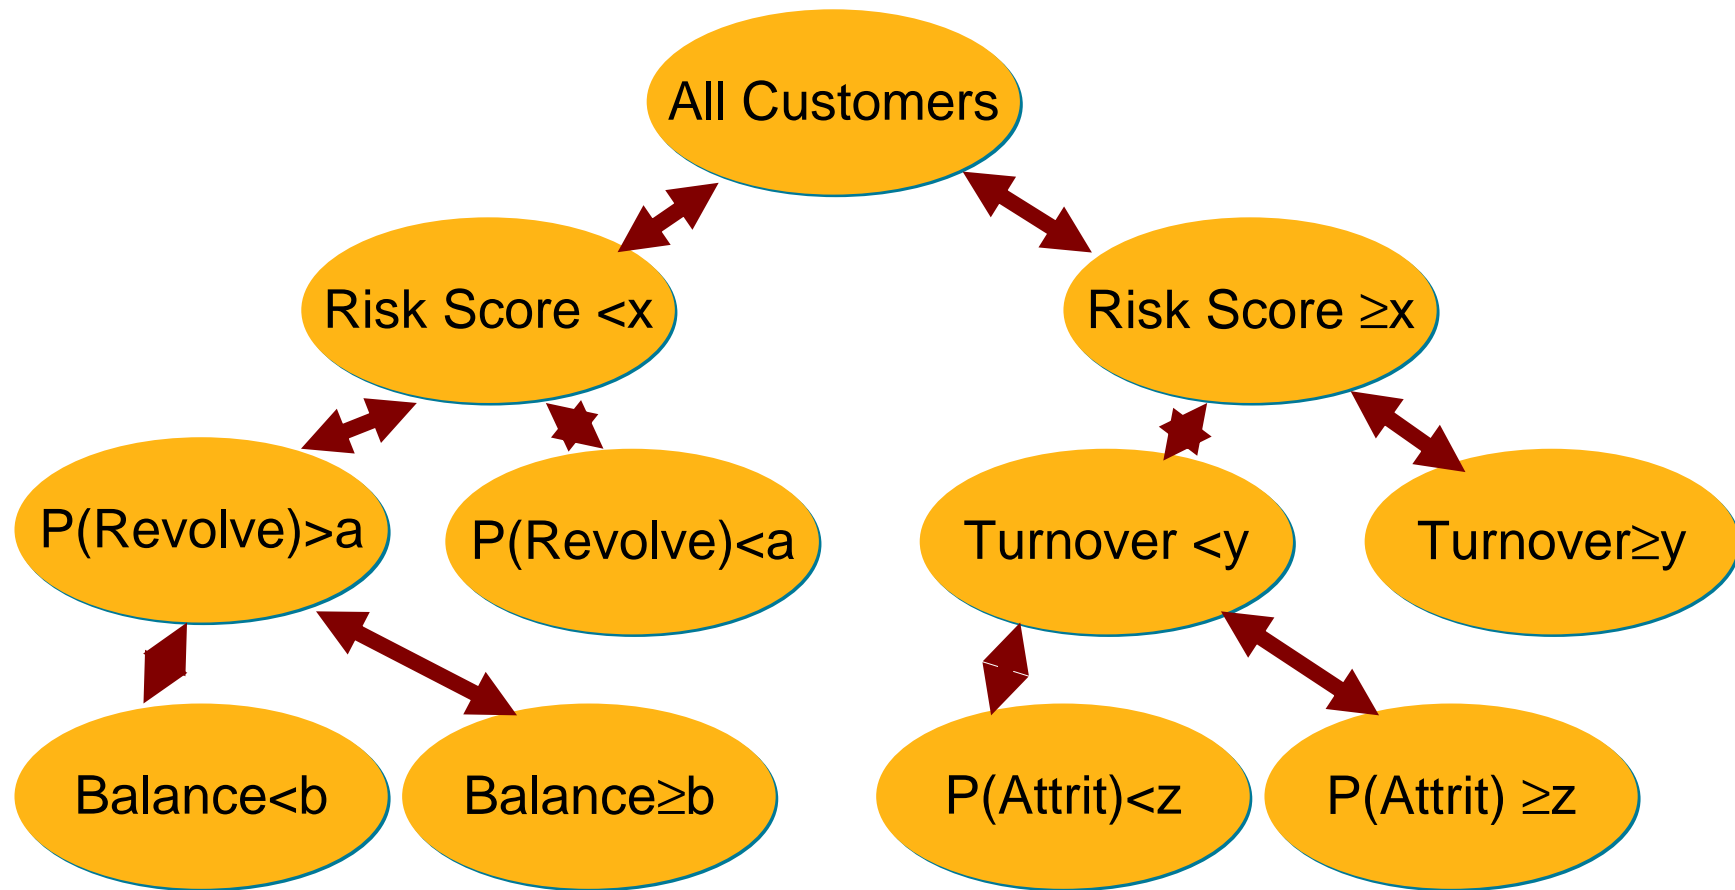 All Customers
Risk Score <x
Risk Score ≥x
P(Revolve)>a
P(Revolve)<a
Turnover <y
Turnover≥y
Balance<b
Balance≥b
P(Attrit)<z
P(Attrit) ≥z